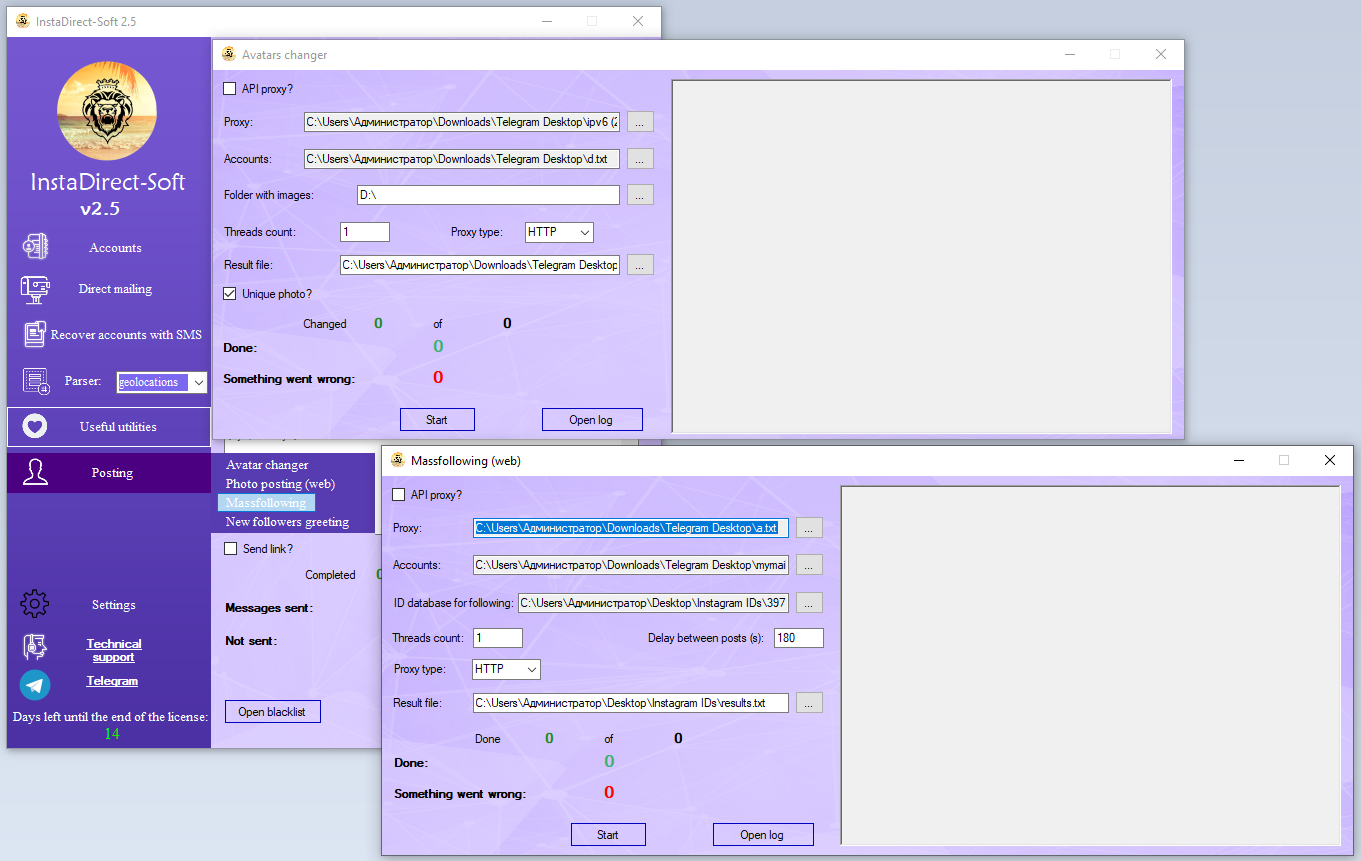 InstaDirect-Soft 2.5
InstaDirect-Soft
v2.5
Accounts
Direct mailing
Recover accounts with SMS
Parser: geolocations
Useful utilities
Posting
Settings
Technical
support
Telegram
Days left until the end of the license:
14
Avatar changer
Photo posting (web)
Massfollowing
New followers greeting
Send link?
Completed
Messages sent:
Not sent:
Open blacklist
Avatars changer
API proxy?
Proxy: C:\Users\Администратор\Downloads\Telegram Desktop\ipv6 (2 ...
Accounts: C:\Users\Администратор\Downloads\Telegram Desktop\d.txt ...
Folder with images: D:\ ...
Threads count: 1 Proxy type: HTTP
Result file: C:\Users\Администратор\Downloads\Telegram Desktop ...
Unique photo?
Changed 0 of 0
Done: 0
Something went wrong: 0
Start Open log
Massfollowing (web)
API proxy?
Proxy: C:\Users\Администратор\Downloads\Telegram Desktop\a.txt ...
Accounts: C:\Users\Администратор\Downloads\Telegram Desktop\mymai ...
ID database for following: C:\Users\Администратор\Desktop\Instagram IDs\397 ...
Threads count: 1 Delay between posts (s): 180
Proxy type: HTTP
Result file: C:\Users\Администратор\Desktop\Instagram IDs\results.txt ...
Done 0 of 0
Done: 0
Something went wrong: 0
Start Open log